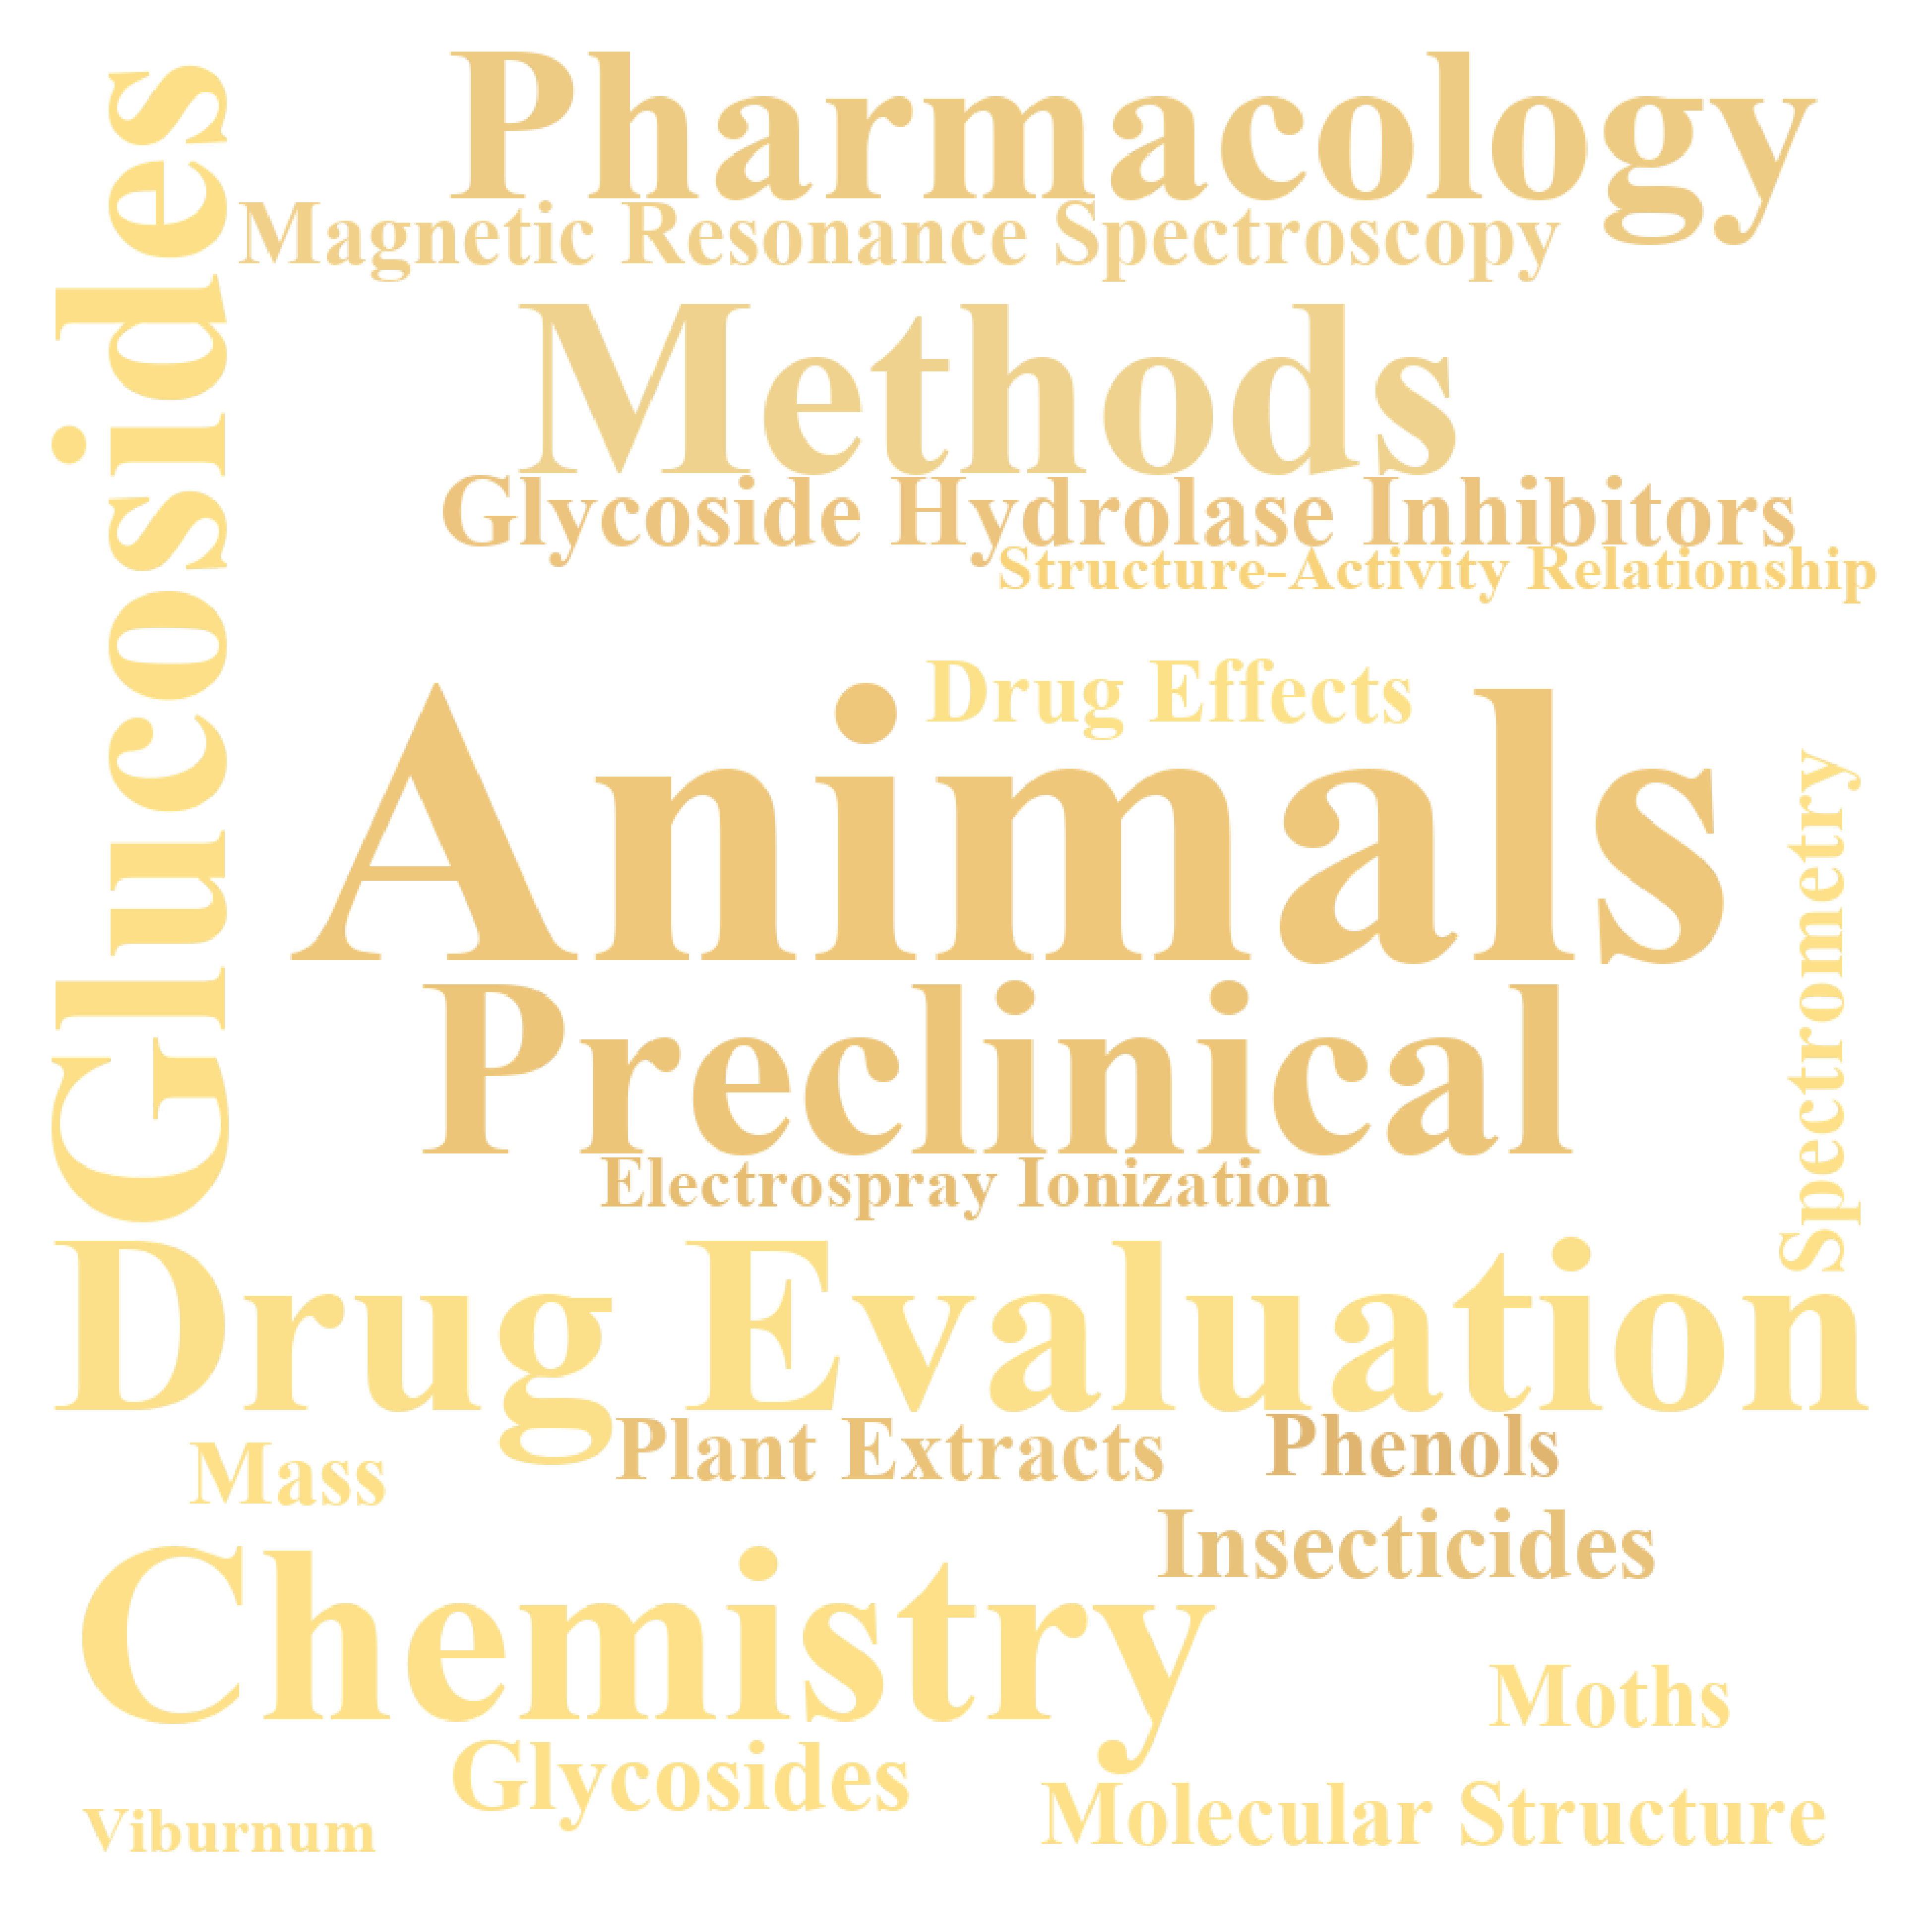 Pharmacology
Glucosides
Magnetic Resonance Spectroscopy
Methods
Glycoside Hydrolase Inhibitors
Structure-Activity Relationship
Drug Effects
Animals
Spectrometry
Preclinical
Electrospray Ionization
Drug Evaluation
Mass
Plant Extracts
Phenols
Insecticides
Chemistry
Moths
Glycosides
Molecular Structure
Viburnum